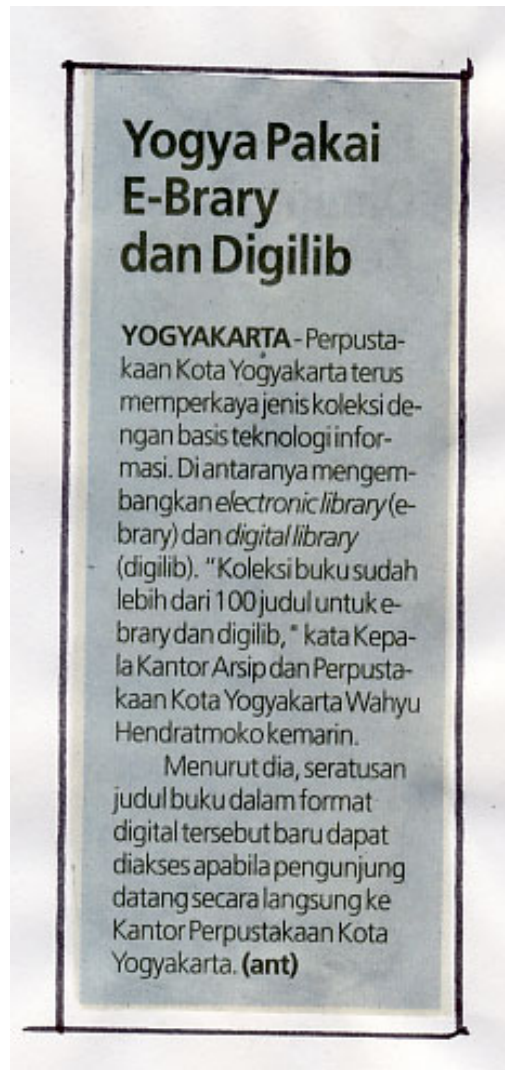 Yogya Pakai
E-Brary
dan Digilib
YOGYAKARTA - Perpusta-
kaan Kota Yogyakarta terus
memperkaya jenis koleksi de-
ngan basis teknologi infor-
masi. Di antaranya mengem-
bangkan electronic library (e-
brary) dan digital library
(digilib). "Koleksi buku sudah
lebih dari 100 judul untuk e-
brary dan digilib, " kata Kepa-
la Kantor Arsip dan Perpusta-
kaan Kota Yogyakarta Wahyu
Hendratmoko kemarin.
Menurut dia, seratusan
judul buku dalam format
digital tersebut baru dapat
diakses apabila pengunjung
datang secara langsung ke
Kantor Perpustakaan Kota
Yogyakarta. (ant)